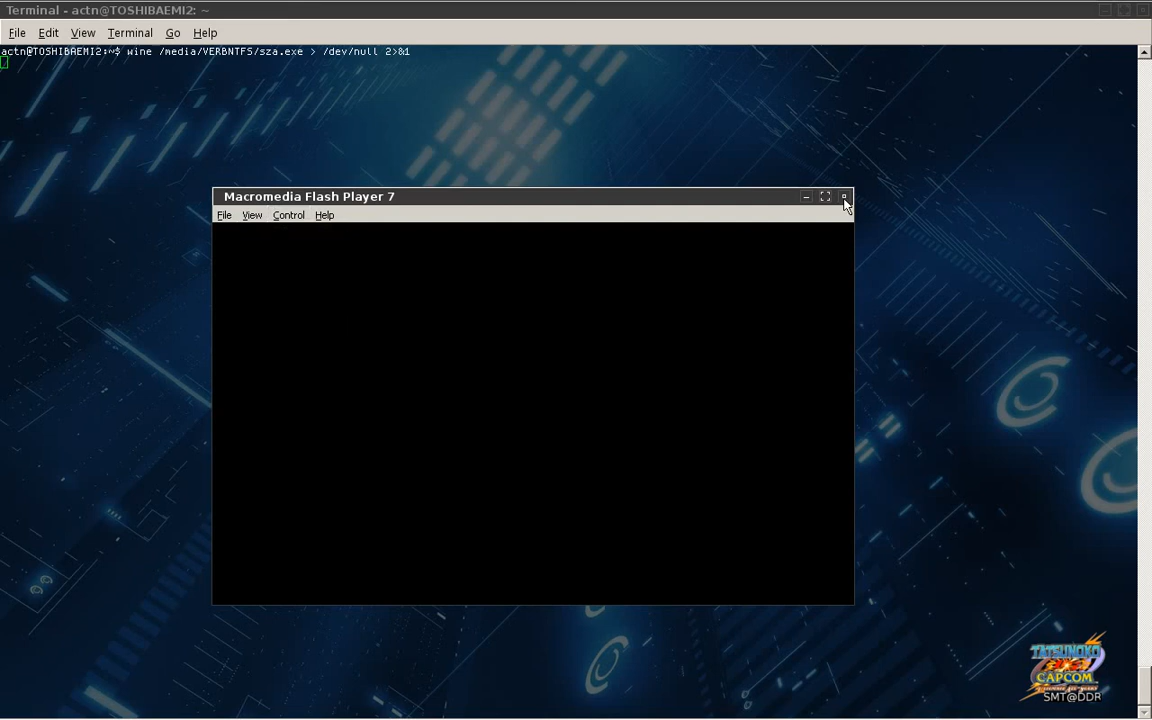 Terminal - actn@TOSHIBAEMI2: ~
File Edit View Terminal Go Help
actn@TOSHIBAEMI2:~$ wine /media/VERBNTFS/sza.exe > /dev/null 2>&1
Macromedia Flash Player 7
File View Control Help
TATSUNOKO
CAPCOM
SMT@DDR